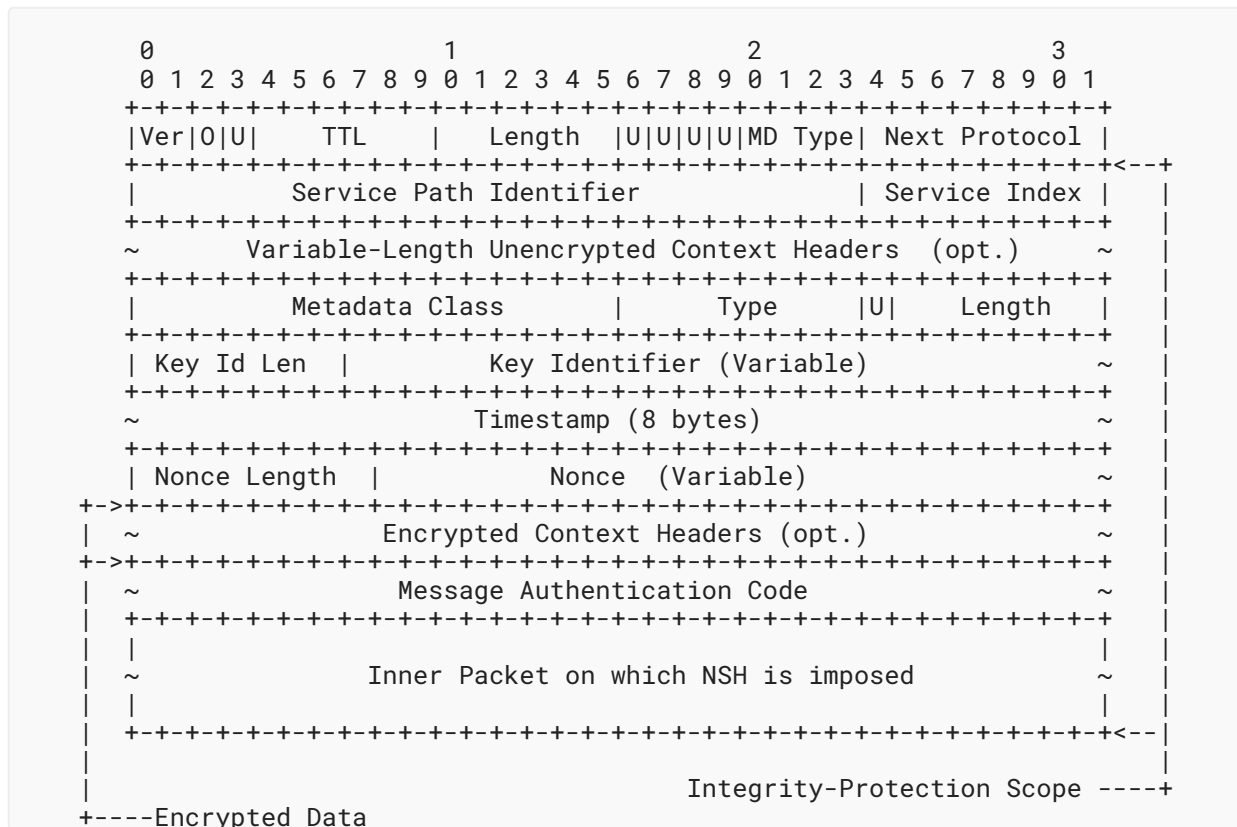 0                   1                   2                   3
    0 1 2 3 4 5 6 7 8 9 0 1 2 3 4 5 6 7 8 9 0 1 2 3 4 5 6 7 8 9 0 1
   +-+-+-+-+-+-+-+-+-+-+-+-+-+-+-+-+-+-+-+-+-+-+-+-+-+-+-+-+-+-+-+-+
   |Ver|O|U|    TTL    |   Length  |U|U|U|U|MD Type| Next Protocol |
   +-+-+-+-+-+-+-+-+-+-+-+-+-+-+-+-+-+-+-+-+-+-+-+-+-+-+-+-+-+-+-+-+<--+
   |          Service Path Identifier              | Service Index |   |
   +-+-+-+-+-+-+-+-+-+-+-+-+-+-+-+-+-+-+-+-+-+-+-+-+-+-+-+-+-+-+-+-+   |
   ~       Variable-Length Unencrypted Context Headers  (opt.)     ~   |
   +-+-+-+-+-+-+-+-+-+-+-+-+-+-+-+-+-+-+-+-+-+-+-+-+-+-+-+-+-+-+-+-+   |
   |          Metadata Class       |      Type     |U|    Length   |   |
   +-+-+-+-+-+-+-+-+-+-+-+-+-+-+-+-+-+-+-+-+-+-+-+-+-+-+-+-+-+-+-+-+   |
   | Key Id Len  |         Key Identifier (Variable)               ~   |
   +-+-+-+-+-+-+-+-+-+-+-+-+-+-+-+-+-+-+-+-+-+-+-+-+-+-+-+-+-+-+-+-+   |
   ~                      Timestamp (8 bytes)                      ~   |
   +-+-+-+-+-+-+-+-+-+-+-+-+-+-+-+-+-+-+-+-+-+-+-+-+-+-+-+-+-+-+-+-+   |
   | Nonce Length  |           Nonce  (Variable)                   ~   |
+->+-+-+-+-+-+-+-+-+-+-+-+-+-+-+-+-+-+-+-+-+-+-+-+-+-+-+-+-+-+-+-+-+   |
|  ~                Encrypted Context Headers (opt.)               ~   |
+->+-+-+-+-+-+-+-+-+-+-+-+-+-+-+-+-+-+-+-+-+-+-+-+-+-+-+-+-+-+-+-+-+   |
|  ~                 Message Authentication Code                   ~   |
|  +-+-+-+-+-+-+-+-+-+-+-+-+-+-+-+-+-+-+-+-+-+-+-+-+-+-+-+-+-+-+-+-+   |
|  |                                                               |   |
|  ~               Inner Packet on which NSH is imposed            ~   |
|  |                                                               |   |
|  +-+-+-+-+-+-+-+-+-+-+-+-+-+-+-+-+-+-+-+-+-+-+-+-+-+-+-+-+-+-+-+-+<--|
|                                                                      |
|                                       Integrity-Protection Scope ----+
+----Encrypted Data